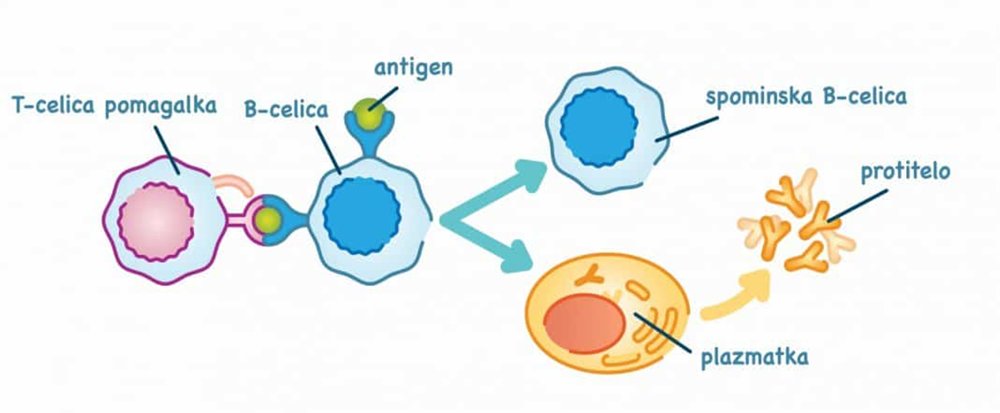 antigen
T-celica pomagalka
B-celica
spominska B-celica
protitelo
plazmatka